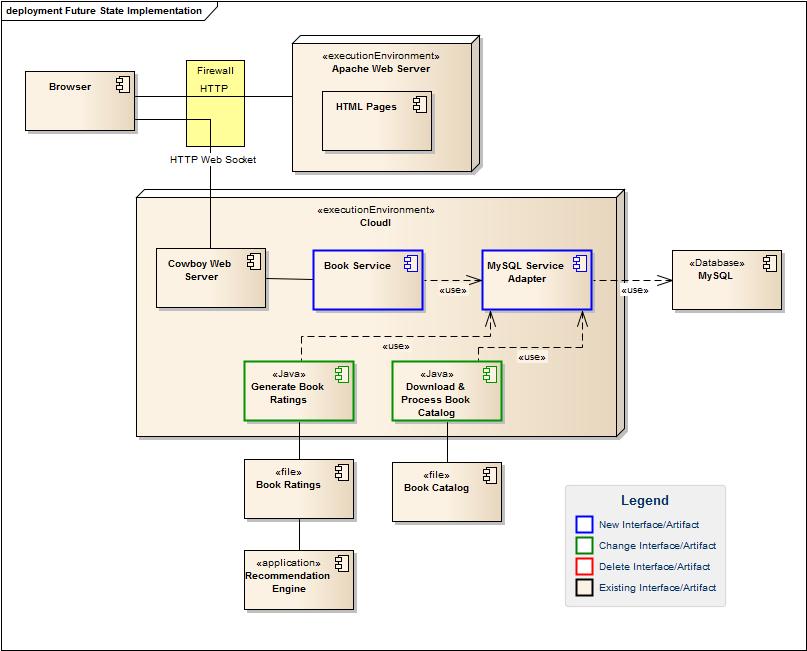 deployment Future State Implementation
Browser
Firewall
HTTP
HTTP Web Socket
«executionEnvironment»
Apache Web Server
HTML Pages
«executionEnvironment»
CloudI
Cowboy Web
Server
Book Service
«use»
MySQL Service
Adapter
«use»
«Database»
MySQL
«use»
«use»
«Java»
Generate Book
Ratings
«Java»
Download &
Process Book
Catalog
«file»
Book Ratings
«file»
Book Catalog
«application»
Recommendation
Engine
Legend
New Interface/Artifact
Change Interface/Artifact
Delete Interface/Artifact
Existing Interface/Artifact